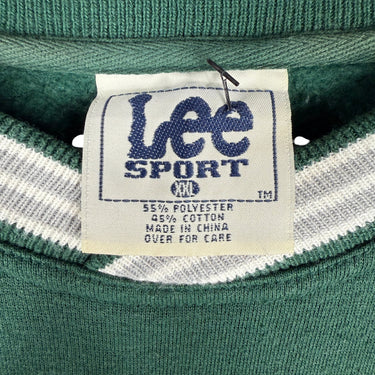 Lee
SPORT
XXL
TM
55% POLYESTER
45% COTTON
MADE IN CHINA
OVER FOR CARE